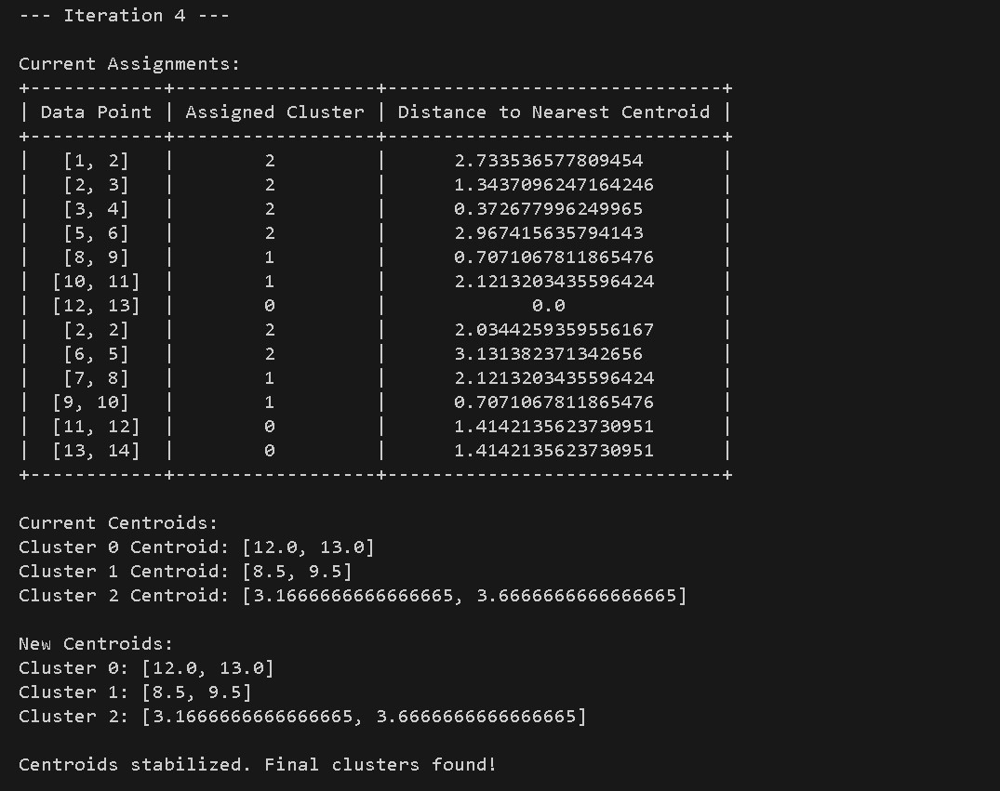 --- Iteration 4 ---
Current Assignments:
+------------+------------------+------------------------------+
| Data Point | Assigned Cluster | Distance to Nearest Centroid |
+------------+------------------+------------------------------+
|   [1, 2]   |        2         |      2.733536577809454       |
|   [2, 3]   |        2         |      1.3437096247164246      |
|   [3, 4]   |        2         |      0.372677996249965       |
|   [5, 6]   |        2         |      2.967415635794143       |
|   [8, 9]   |        1         |      0.7071067811865476      |
|  [10, 11]  |        1         |      2.1213203435596424      |
|  [12, 13]  |        0         |             0.0              |
|   [2, 2]   |        2         |      2.0344259359556167      |
|   [6, 5]   |        2         |      3.131382371342656       |
|   [7, 8]   |        1         |      2.1213203435596424      |
|  [9, 10]   |        1         |      0.7071067811865476      |
|  [11, 12]  |        0         |      1.4142135623730951      |
|  [13, 14]  |        0         |      1.4142135623730951      |
+------------+------------------+------------------------------+
Current Centroids:
Cluster 0 Centroid: [12.0, 13.0]
Cluster 1 Centroid: [8.5, 9.5]
Cluster 2 Centroid: [3.1666666666666665, 3.6666666666666665]
New Centroids:
Cluster 0: [12.0, 13.0]
Cluster 1: [8.5, 9.5]
Cluster 2: [3.1666666666666665, 3.6666666666666665]
Centroids stabilized. Final clusters found!